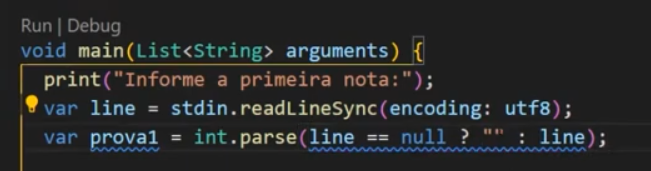 Run | Debug
void main(List<String> arguments) {
print("Informe a primeira nota:");
var line = stdin.readLineSync(encoding: utf8);
var prova1 = int.parse(line == null ? "" : line);